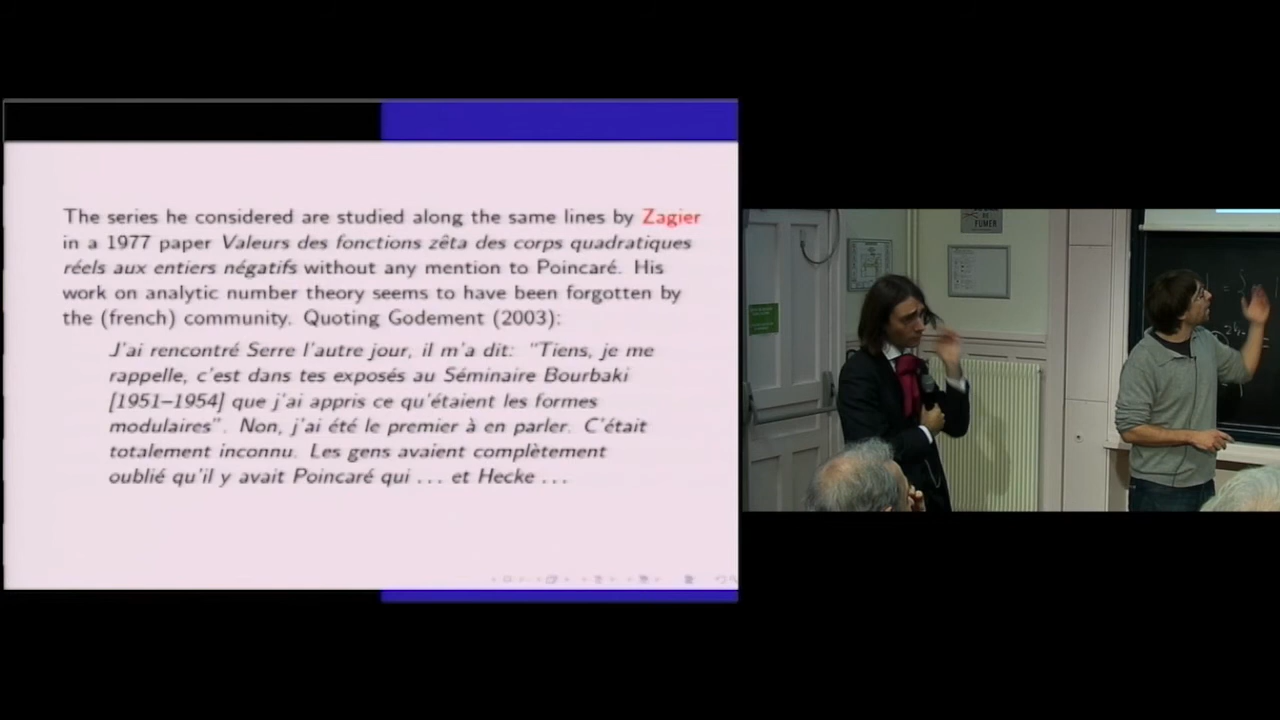 The series he considered are studied along the same lines by Zagier
in a 1977 paper Valeurs des fonctions zêta des corps quadratiques
réels aux entiers négatifs without any mention to Poincaré. His
work on analytic number theory seems to have been forgotten by
the (french) community. Quoting Godement (2003):
J'ai rencontré Serre l'autre jour, il m'a dit: "Tiens, je me
rappelle, c'est dans tes exposés au Séminaire Bourbaki
[1951–1954] que j'ai appris ce qu'étaient les formes
modulaires". Non, j'ai été le premier à en parler. C'était
totalement inconnu. Les gens avaient complètement
oublié qu'il y avait Poincaré qui ... et Hecke ...
FUMER